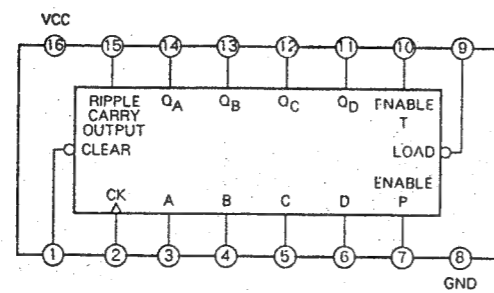 VCC
16 15 14 13 12 11 10 9
RIPPLE CARRY OUTPUT QA QB QC QD ENABLE T
CLEAR LOAD
CK A B C D ENABLE P
1 2 3 4 5 6 7 8
GND